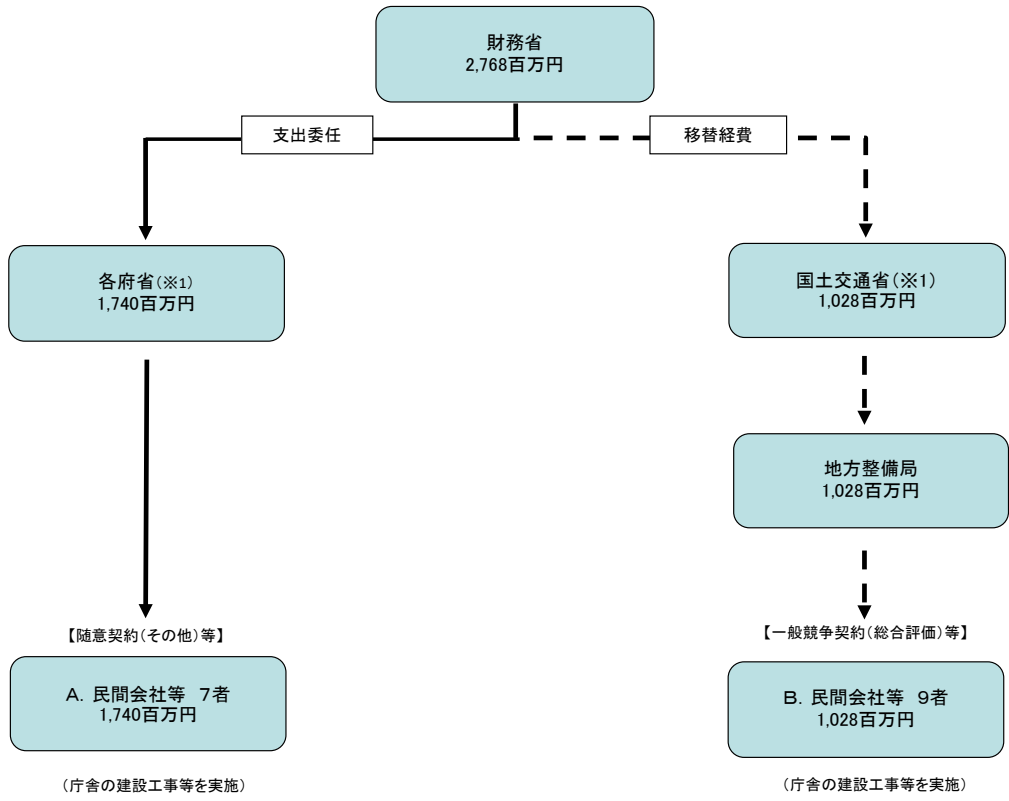 財務省
2,768百万円
支出委任
移替経費
各府省(※1)
1,740百万円
国土交通省(※1)
1,028百万円
地方整備局
1,028百万円
【随意契約(その他)等】
【一般競争契約(総合評価)等】
A. 民間会社等 7者
1,740百万円
B. 民間会社等 9者
1,028百万円
(庁舎の建設工事等を実施)
(庁舎の建設工事等を実施)